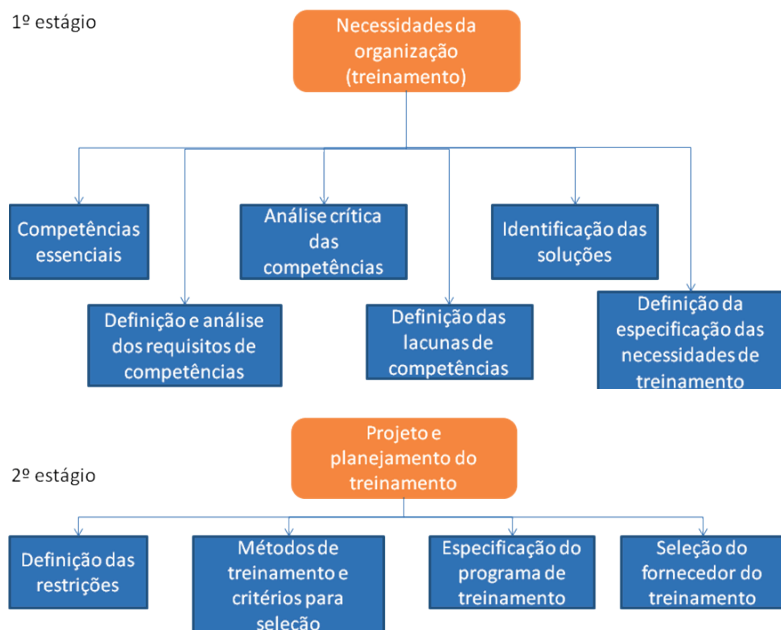 1º estágio
Necessidades da
organização
(treinamento)
Competências
essenciais
Definição e análise
dos requisitos de
competências
Análise crítica
das
competências
Definição das
lacunas de
competências
Identificação das
soluções
Definição da
especificação das
necessidades de
treinamento
2º estágio
Projeto e
planejamento do
treinamento
Definição das
restrições
Métodos de
treinamento e
critérios para
seleção
Especificação do
programa de
treinamento
Seleção do
fornecedor do
treinamento